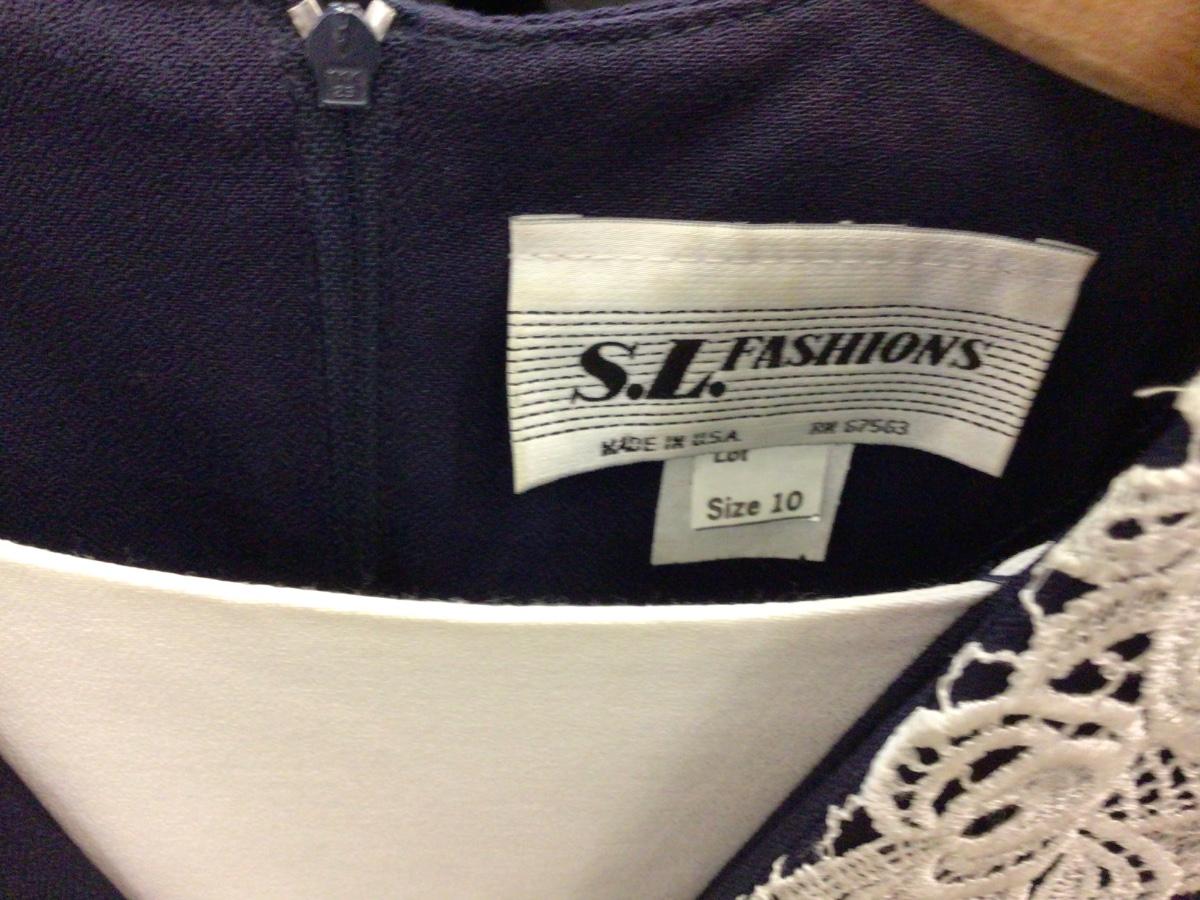 S.L. FASHIONS
MADE IN U.S.A. RN 67563
Lot
Size 10